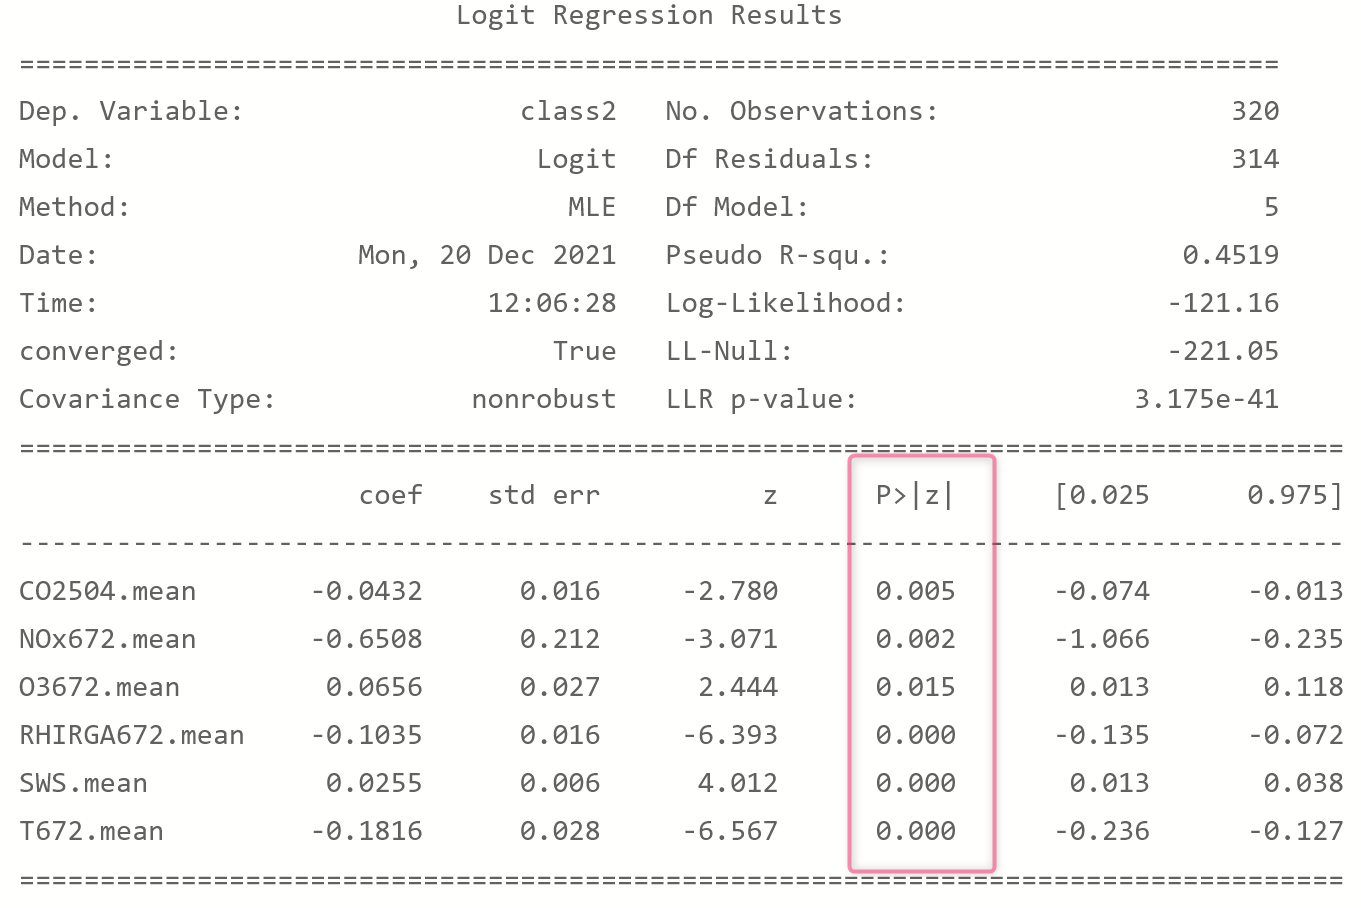 Logit Regression Results
==============================================================================
Dep. Variable: class2 No. Observations: 320
Model: Logit Df Residuals: 314
Method: MLE Df Model: 5
Date: Mon, 20 Dec 2021 Pseudo R-squ.: 0.4519
Time: 12:06:28 Log-Likelihood: -121.16
converged: True LL-Null: -221.05
Covariance Type: nonrobust LLR p-value: 3.175e-41
==================================================================================
coef std err z P>|z| [0.025 0.975]
----------------------------------------------------------------------------------
CO2504.mean -0.0432 0.016 -2.780 0.005 -0.074 -0.013
NOx672.mean -0.6508 0.212 -3.071 0.002 -1.066 -0.235
O3672.mean 0.0656 0.027 2.444 0.015 0.013 0.118
RHIRGA672.mean -0.1035 0.016 -6.393 0.000 -0.135 -0.072
SWS.mean 0.0255 0.006 4.012 0.000 0.013 0.038
T672.mean -0.1816 0.028 -6.567 0.000 -0.236 -0.127
==================================================================================